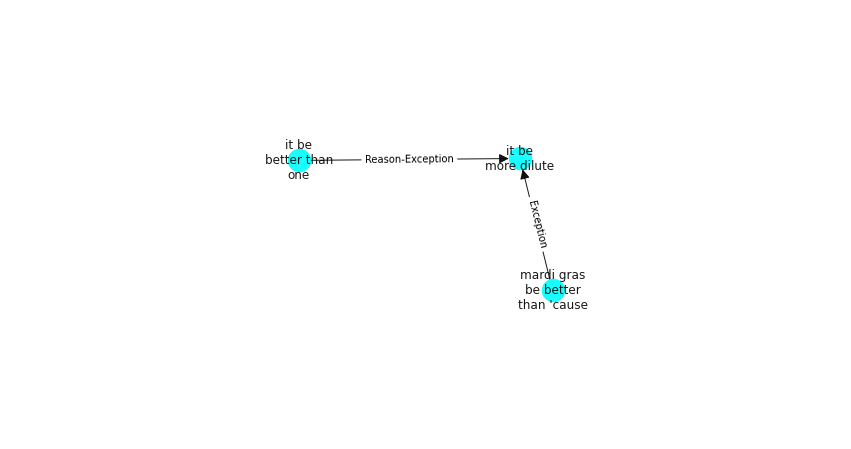 it be
better than
one
Reason-Exception
it be
more dilute
Exception
mardi gras
be better
than 'cause